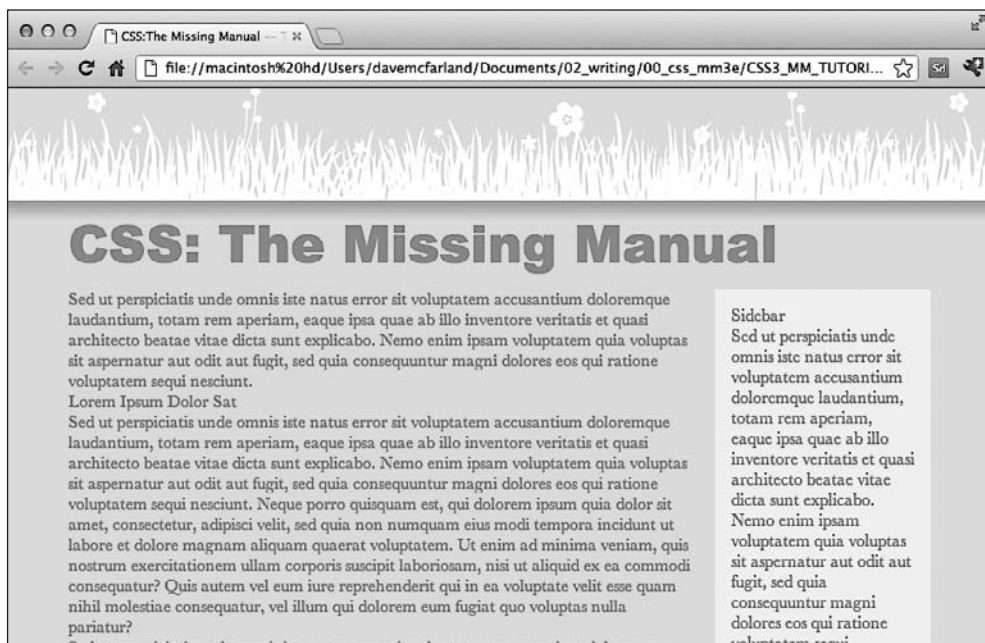 CSS:The Missing Manual -- T
file://macintosh%20hd/Users/davemcfarland/Documents/02_writing/00_css_mm3e/CSS3_MM_TUTORI...
Sd
CSS: The Missing Manual
Sed ut perspiciatis unde omnis iste natus error sit voluptatem accusantium doloremque
laudantium, totam rem aperiam, eaque ipsa quae ab illo inventore veritatis et quasi
architecto beatae vitae dicta sunt explicabo. Nemo enim ipsam voluptatem quia voluptas
sit aspernatur aut odit aut fugit, sed quia consequuntur magni dolores eos qui ratione
voluptatem sequi nesciunt.
Lorem Ipsum Dolor Sat
Sed ut perspiciatis unde omnis iste natus error sit voluptatem accusantium doloremque
laudantium, totam rem aperiam, eaque ipsa quae ab illo inventore veritatis et quasi
architecto beatae vitae dicta sunt explicabo. Nemo enim ipsam voluptatem quia voluptas
sit aspernatur aut odit aut fugit, sed quia consequuntur magni dolores eos qui ratione
voluptatem sequi nesciunt. Neque porro quisquam est, qui dolorem ipsum quia dolor sit
amet, consectetur, adipisci velit, sed quia non numquam eius modi tempora incidunt ut
labore et dolore magnam aliquam quaerat voluptatem. Ut enim ad minima veniam, quis
nostrum exercitationem ullam corporis suscipit laboriosam, nisi ut aliquid ex ea commodi
consequatur? Quis autem vel eum iure reprehenderit qui in ea voluptate velit esse quam
nihil molestiae consequatur, vel illum qui dolorem eum fugiat quo voluptas nulla
pariatur?
Sidebar
Sed ut perspiciatis unde
omnis iste natus error sit
voluptatem accusantium
doloremque laudantium,
totam rem aperiam,
eaque ipsa quae ab illo
inventore veritatis et quasi
architecto beatae vitae
dicta sunt explicabo.
Nemo enim ipsam
voluptatem quia voluptas
sit aspernatur aut odit aut
fugit, sed quia
consequuntur magni
dolores eos qui ratione
voluptatem sequi